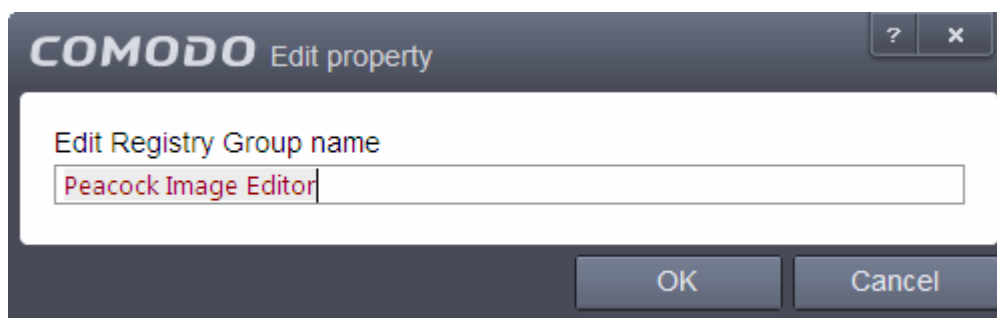 COMODO Edit property ? x
Edit Registry Group name
Peacock Image Editor
OK Cancel